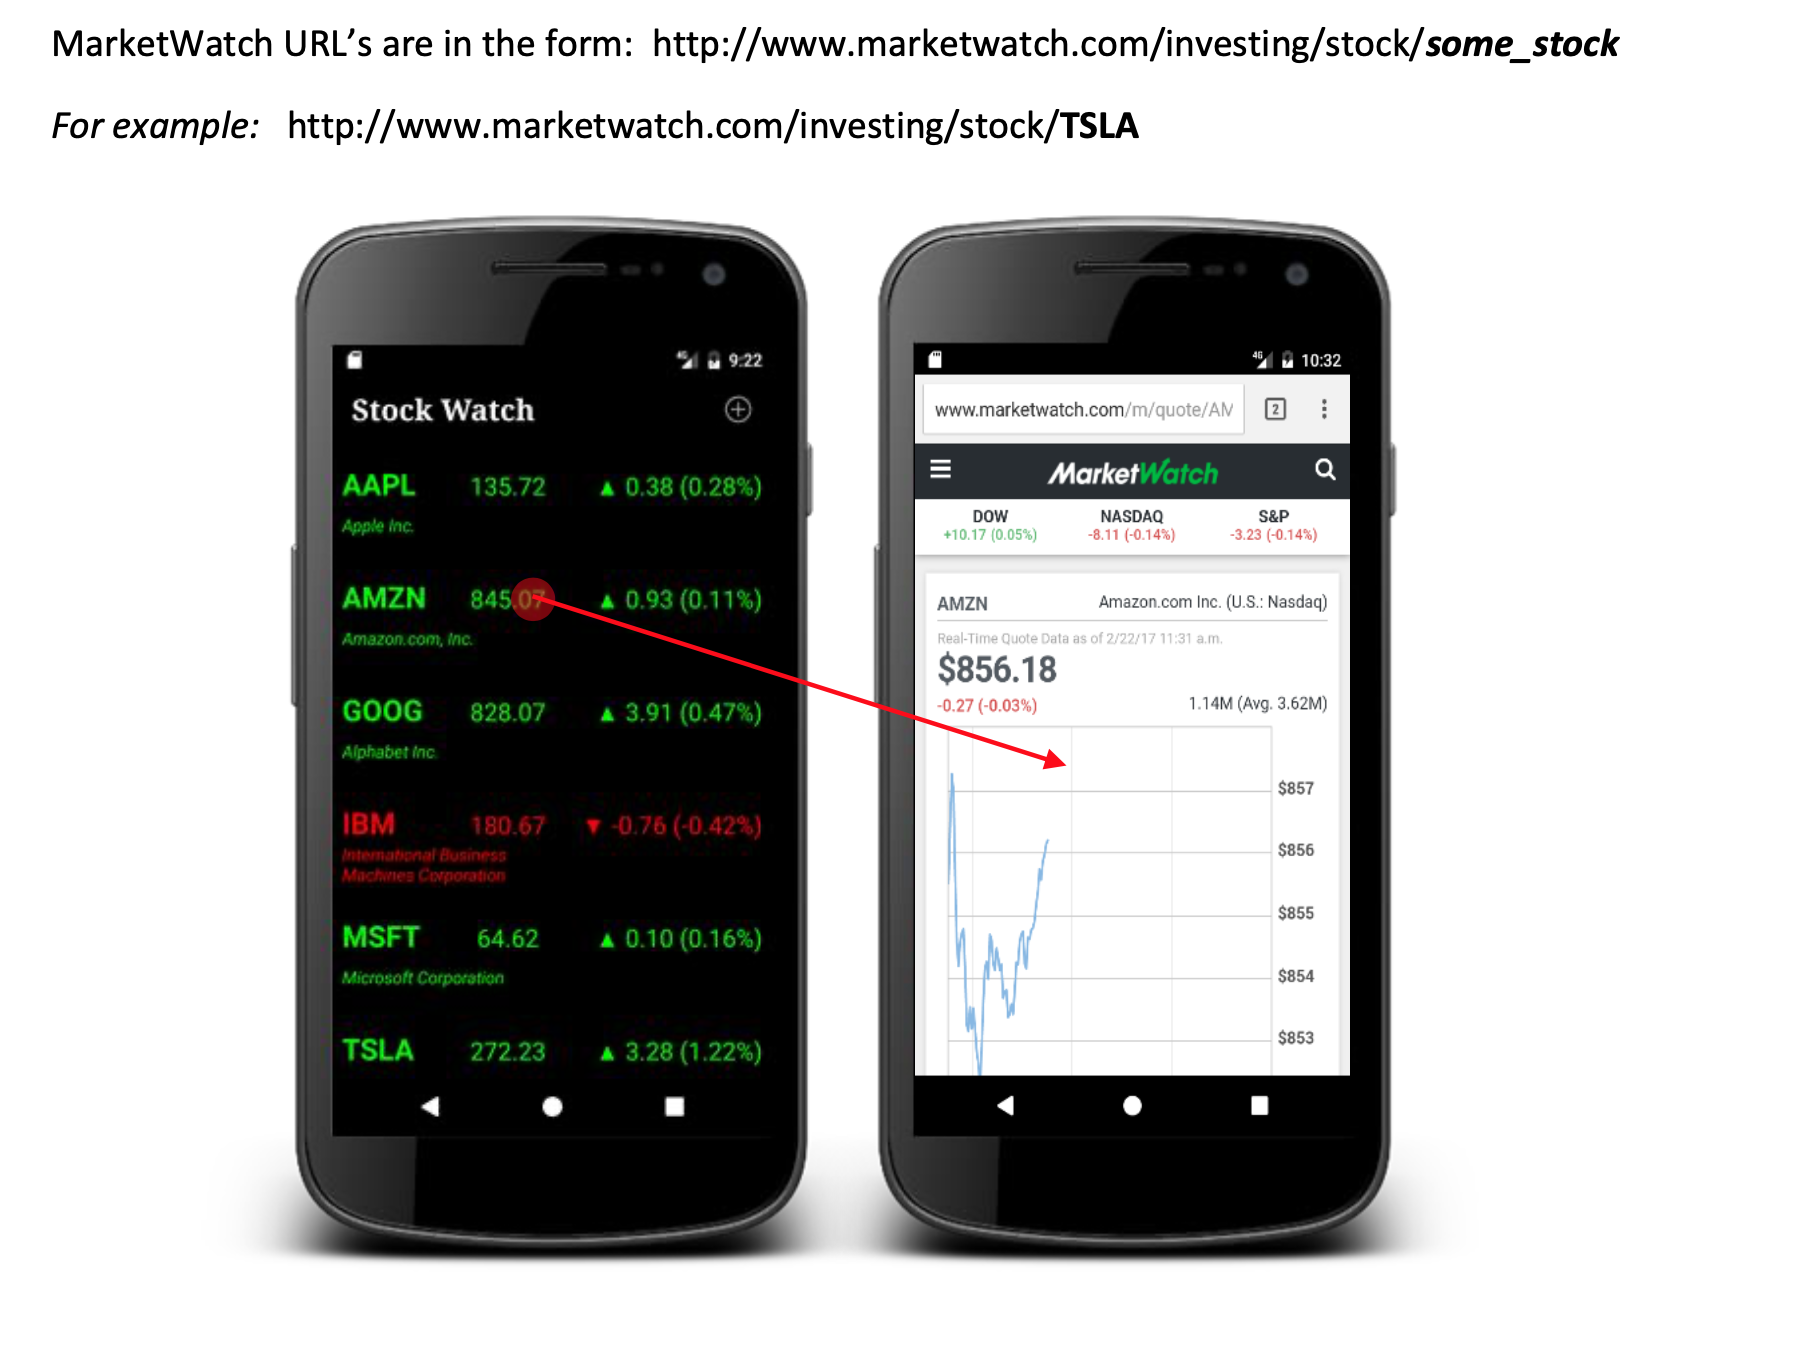 MarketWatch URL’s are in the form: http://www.marketwatch.com/investing/stock/some_stock
For example: http://www.marketwatch.com/investing/stock/TSLA
4G 9:22
Stock Watch
AAPL 135.72 ▲ 0.38 (0.28%)
Apple Inc.
AMZN 845.07 ▲ 0.93 (0.11%)
Amazon.com, Inc.
GOOG 828.07 ▲ 3.91 (0.47%)
Alphabet Inc.
IBM 180.67 ▼ -0.76 (-0.42%)
International Business
Machines Corporation
MSFT 64.62 ▲ 0.10 (0.16%)
Microsoft Corporation
TSLA 272.23 ▲ 3.28 (1.22%)
4G 10:32
www.marketwatch.com/m/quote/AM 2
MarketWatch
DOW NASDAQ S&P
+10.17 (0.05%) -8.11 (-0.14%) -3.23 (-0.14%)
AMZN Amazon.com Inc. (U.S.: Nasdaq)
Real-Time Quote Data as of 2/22/17 11:31 a.m.
$856.18
-0.27 (-0.03%) 1.14M (Avg. 3.62M)
$857
$856
$855
$854
$853